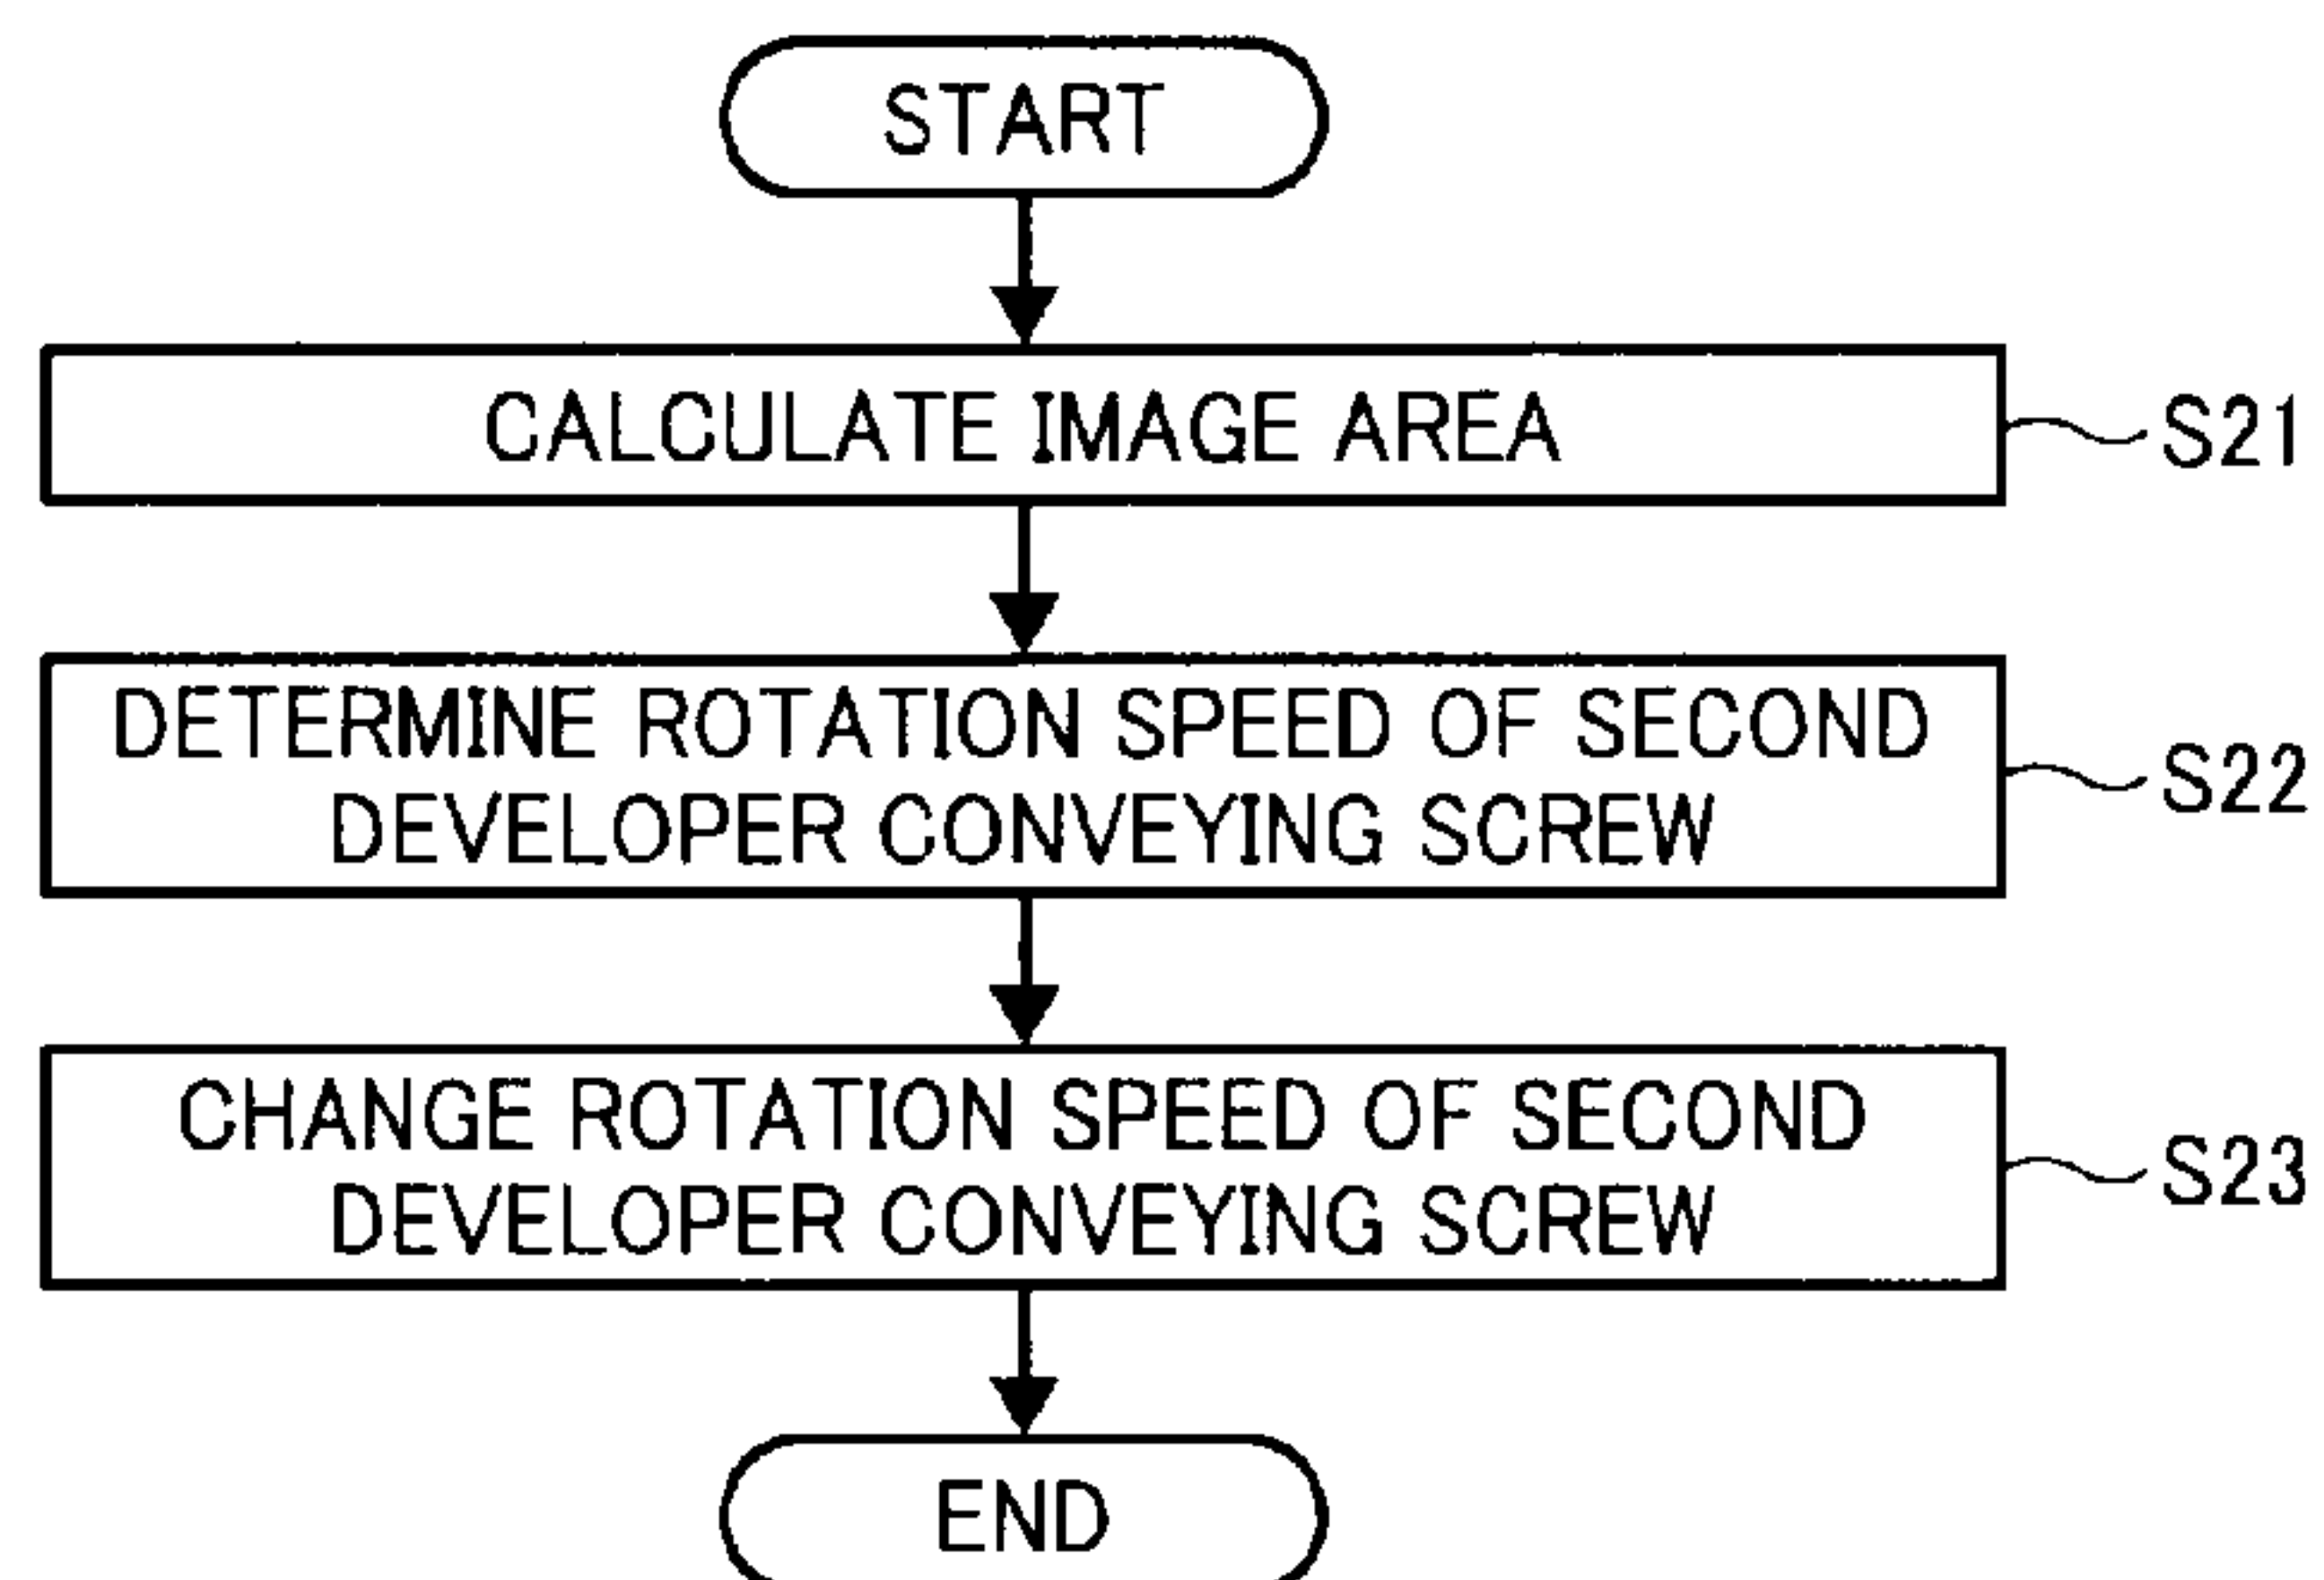 START
CALCULATE IMAGE AREA
S21
DETERMINE ROTATION SPEED OF SECOND
DEVELOPER CONVEYING SCREW
S22
CHANGE ROTATION SPEED OF SECOND
DEVELOPER CONVEYING SCREW
S23
END